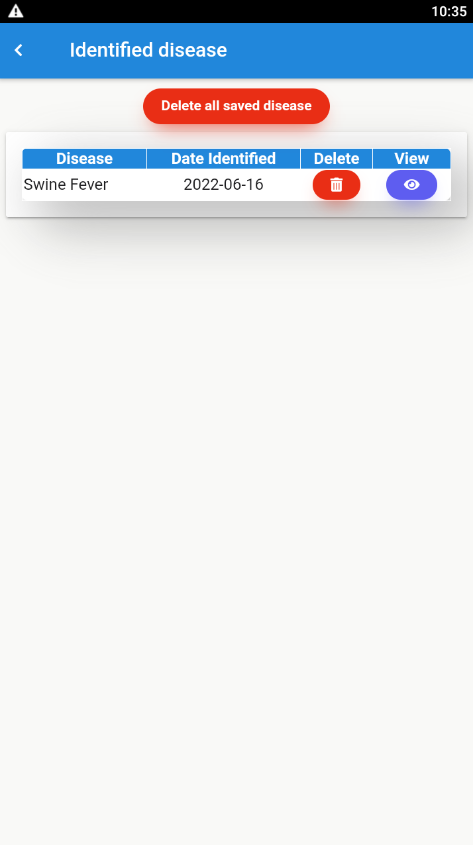 10:35
Identified disease
Delete all saved disease
Disease Date Identified Delete View
Swine Fever 2022-06-16